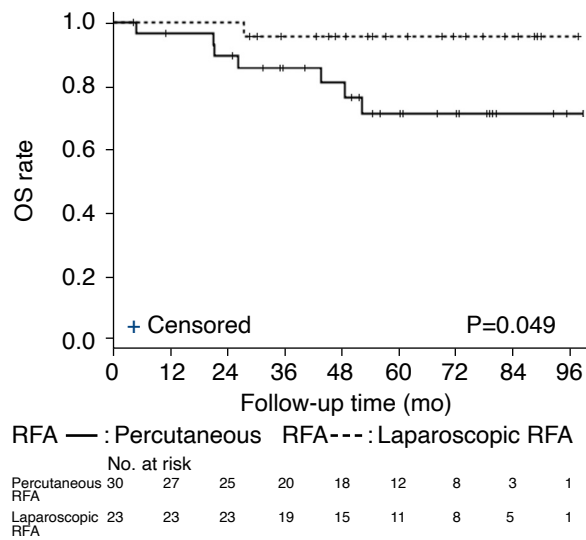 1.0
0.8
0.6
0.4
0.2
0.0
OS rate
+ Censored P=0.049
0 12 24 36 48 60 72 84 96
Follow-up time (mo)
RFA : Percutaneous RFA : Laparoscopic RFA
No. at risk
Percutaneous 30 27 25 20 18 12 8 3 1
RFA
Laparoscopic 23 23 23 19 15 11 8 5 1
RFA